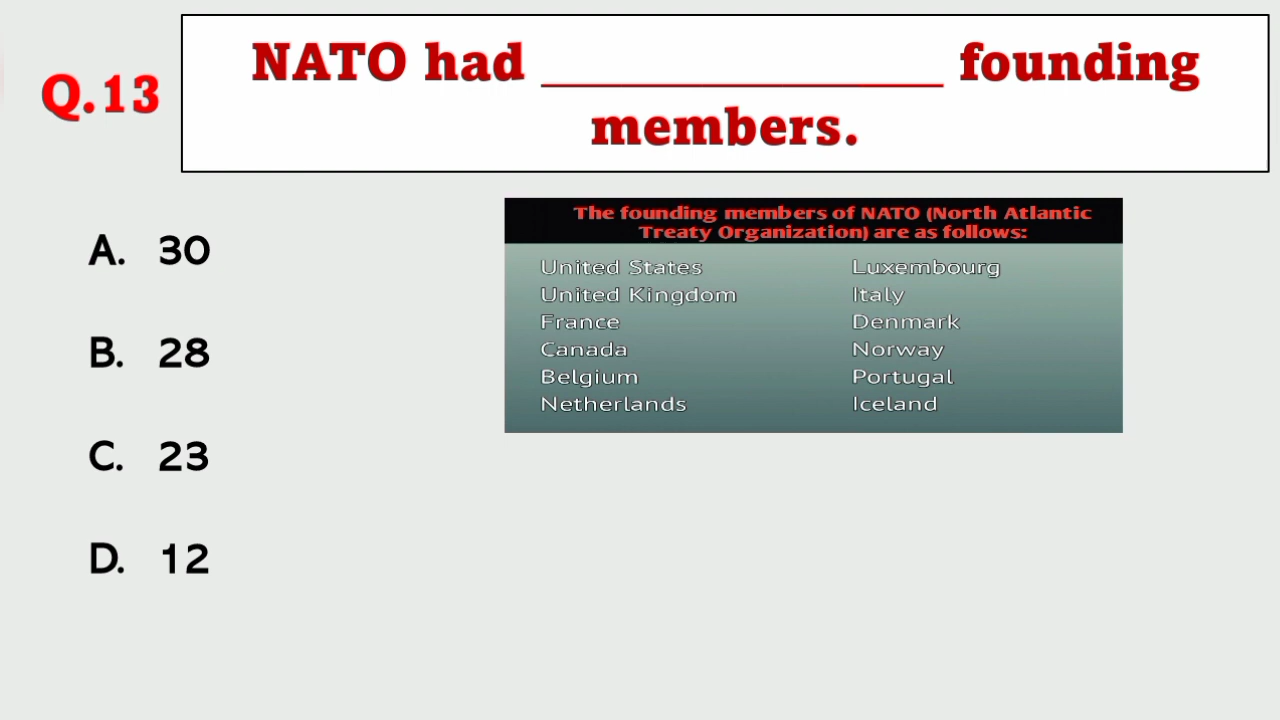 Q.13
NATO had _______________ founding
members.
A. 30
B. 28
C. 23
D. 12
The founding members of NATO (North Atlantic
Treaty Organization) are as follows:
United States
United Kingdom
France
Canada
Belgium
Netherlands
Luxembourg
Italy
Denmark
Norway
Portugal
Iceland